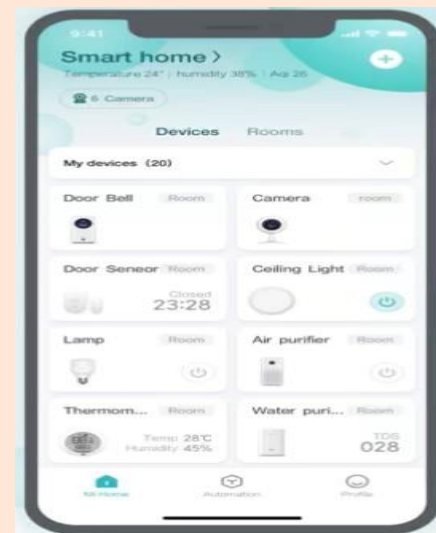 9:41
Smart home >
Temperature 24° | humidity 38% | Aqi 26
6 Camera
Devices Rooms
My devices (20)
Door Bell Room
Camera room
Door Sensor Room
Closed
23:28
Ceiling Light Room
Lamp Room
Air purifier Room
Thermom... Room
Temp 28°C
Humidity 45%
Water puri... Room
TDS
028
Mi Home Automation Profile